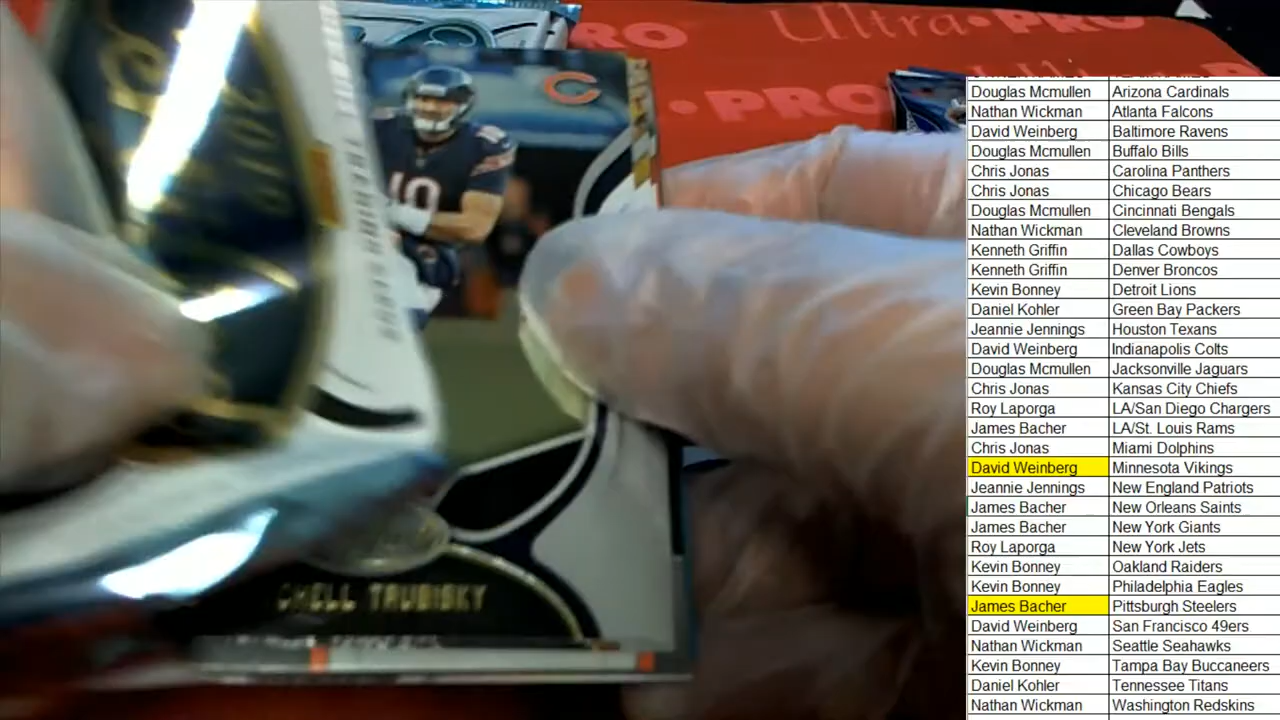 PRO
Ultra • PRO
• PRO
10
C
CHELL TRUBISKY
Douglas Mcmullen Arizona Cardinals
Nathan Wickman Atlanta Falcons
David Weinberg Baltimore Ravens
Douglas Mcmullen Buffalo Bills
Chris Jonas Carolina Panthers
Chris Jonas Chicago Bears
Douglas Mcmullen Cincinnati Bengals
Nathan Wickman Cleveland Browns
Kenneth Griffin Dallas Cowboys
Kenneth Griffin Denver Broncos
Kevin Bonney Detroit Lions
Daniel Kohler Green Bay Packers
Jeannie Jennings Houston Texans
David Weinberg Indianapolis Colts
Douglas Mcmullen Jacksonville Jaguars
Chris Jonas Kansas City Chiefs
Roy Laporga LA/San Diego Chargers
James Bacher LA/St. Louis Rams
Chris Jonas Miami Dolphins
David Weinberg Minnesota Vikings
Jeannie Jennings New England Patriots
James Bacher New Orleans Saints
James Bacher New York Giants
Roy Laporga New York Jets
Kevin Bonney Oakland Raiders
Kevin Bonney Philadelphia Eagles
James Bacher Pittsburgh Steelers
David Weinberg San Francisco 49ers
Nathan Wickman Seattle Seahawks
Kevin Bonney Tampa Bay Buccaneers
Daniel Kohler Tennessee Titans
Nathan Wickman Washington Redskins